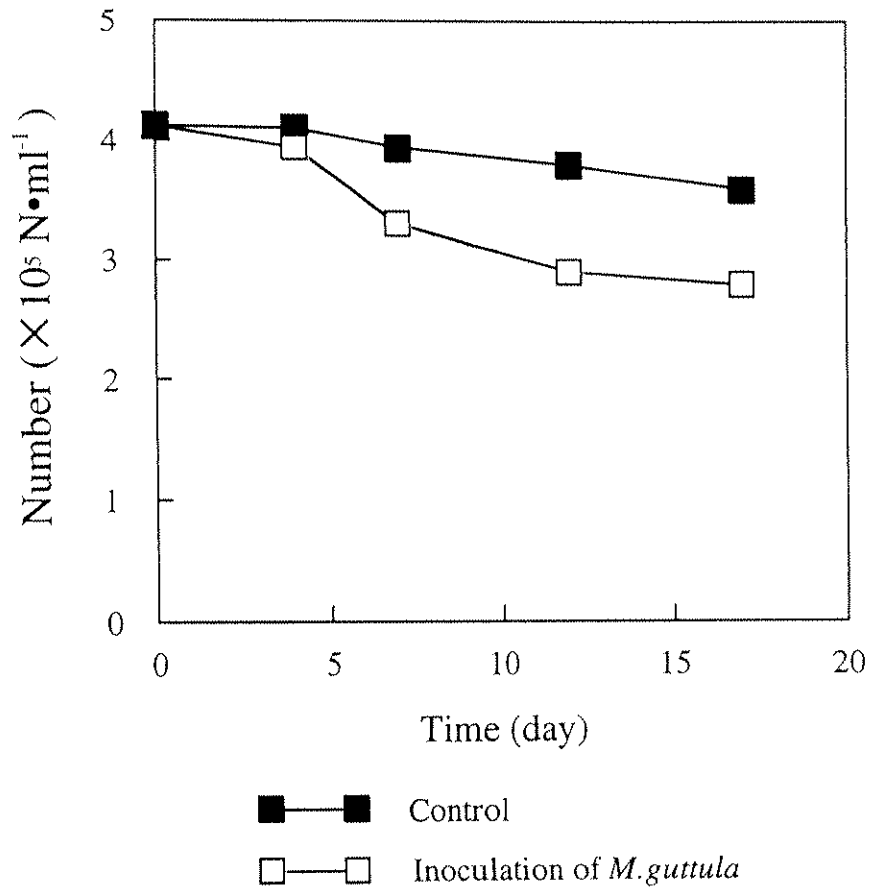 5
4
3
2
1
0
Number (×10⁵ N•ml⁻¹)
0 5 10 15 20
Time (day)
Control
Inoculation of M.guttula